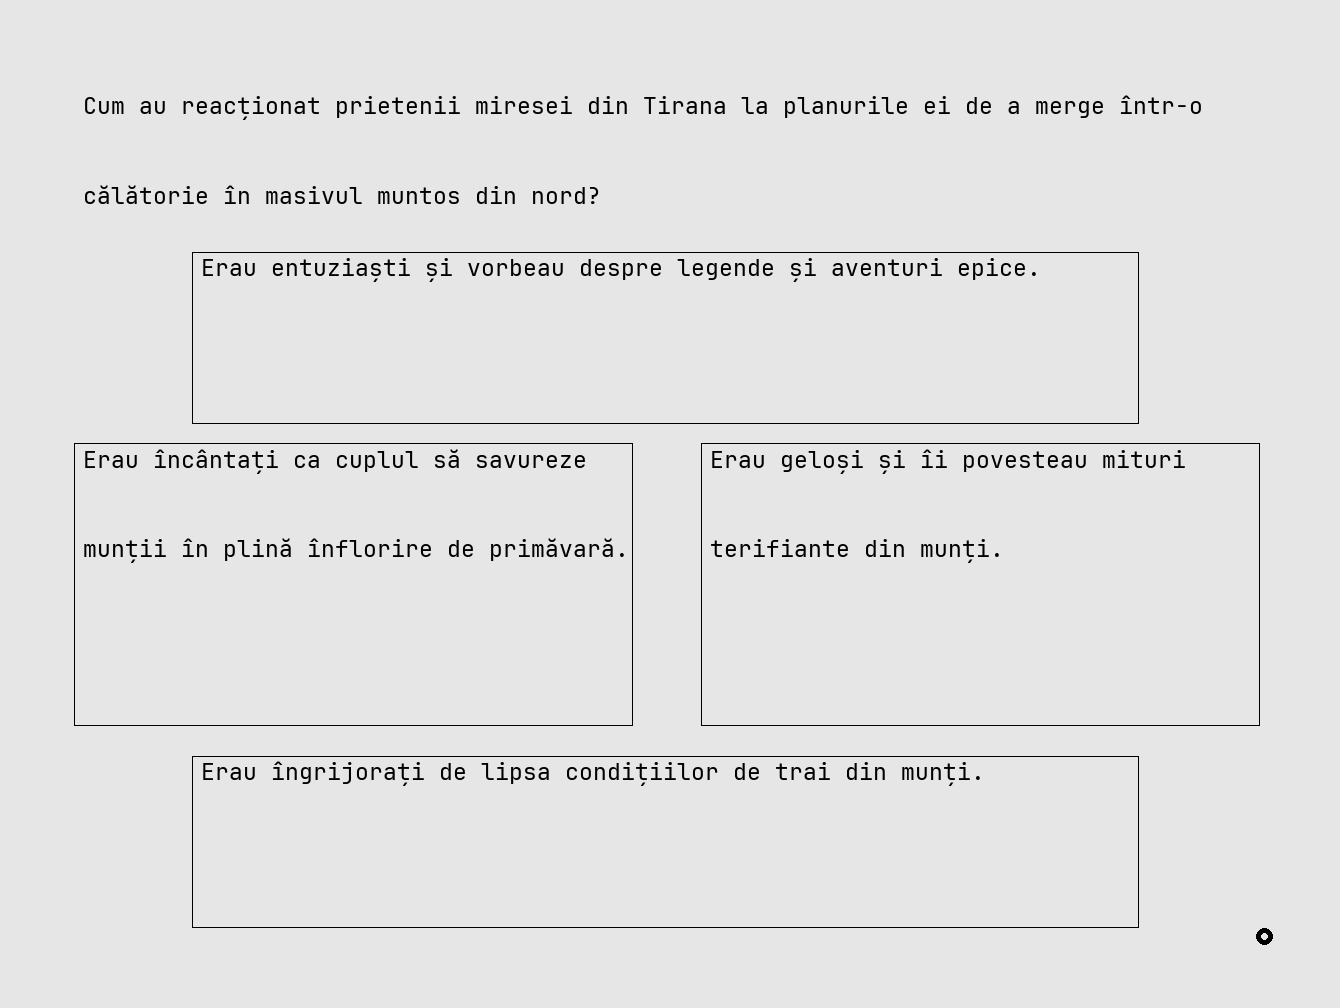 Cum au reacționat prietenii miresei din Tirana la planurile ei de a merge într-o
călătorie în masivul muntos din nord?
Erau entuziaști și vorbeau despre legende și aventuri epice.
Erau încântați ca cuplul să savureze
munții în plină înflorire de primăvară.
Erau geloși și îi povesteau mituri
terifiante din munți.
Erau îngrijorați de lipsa condițiilor de trai din munți.